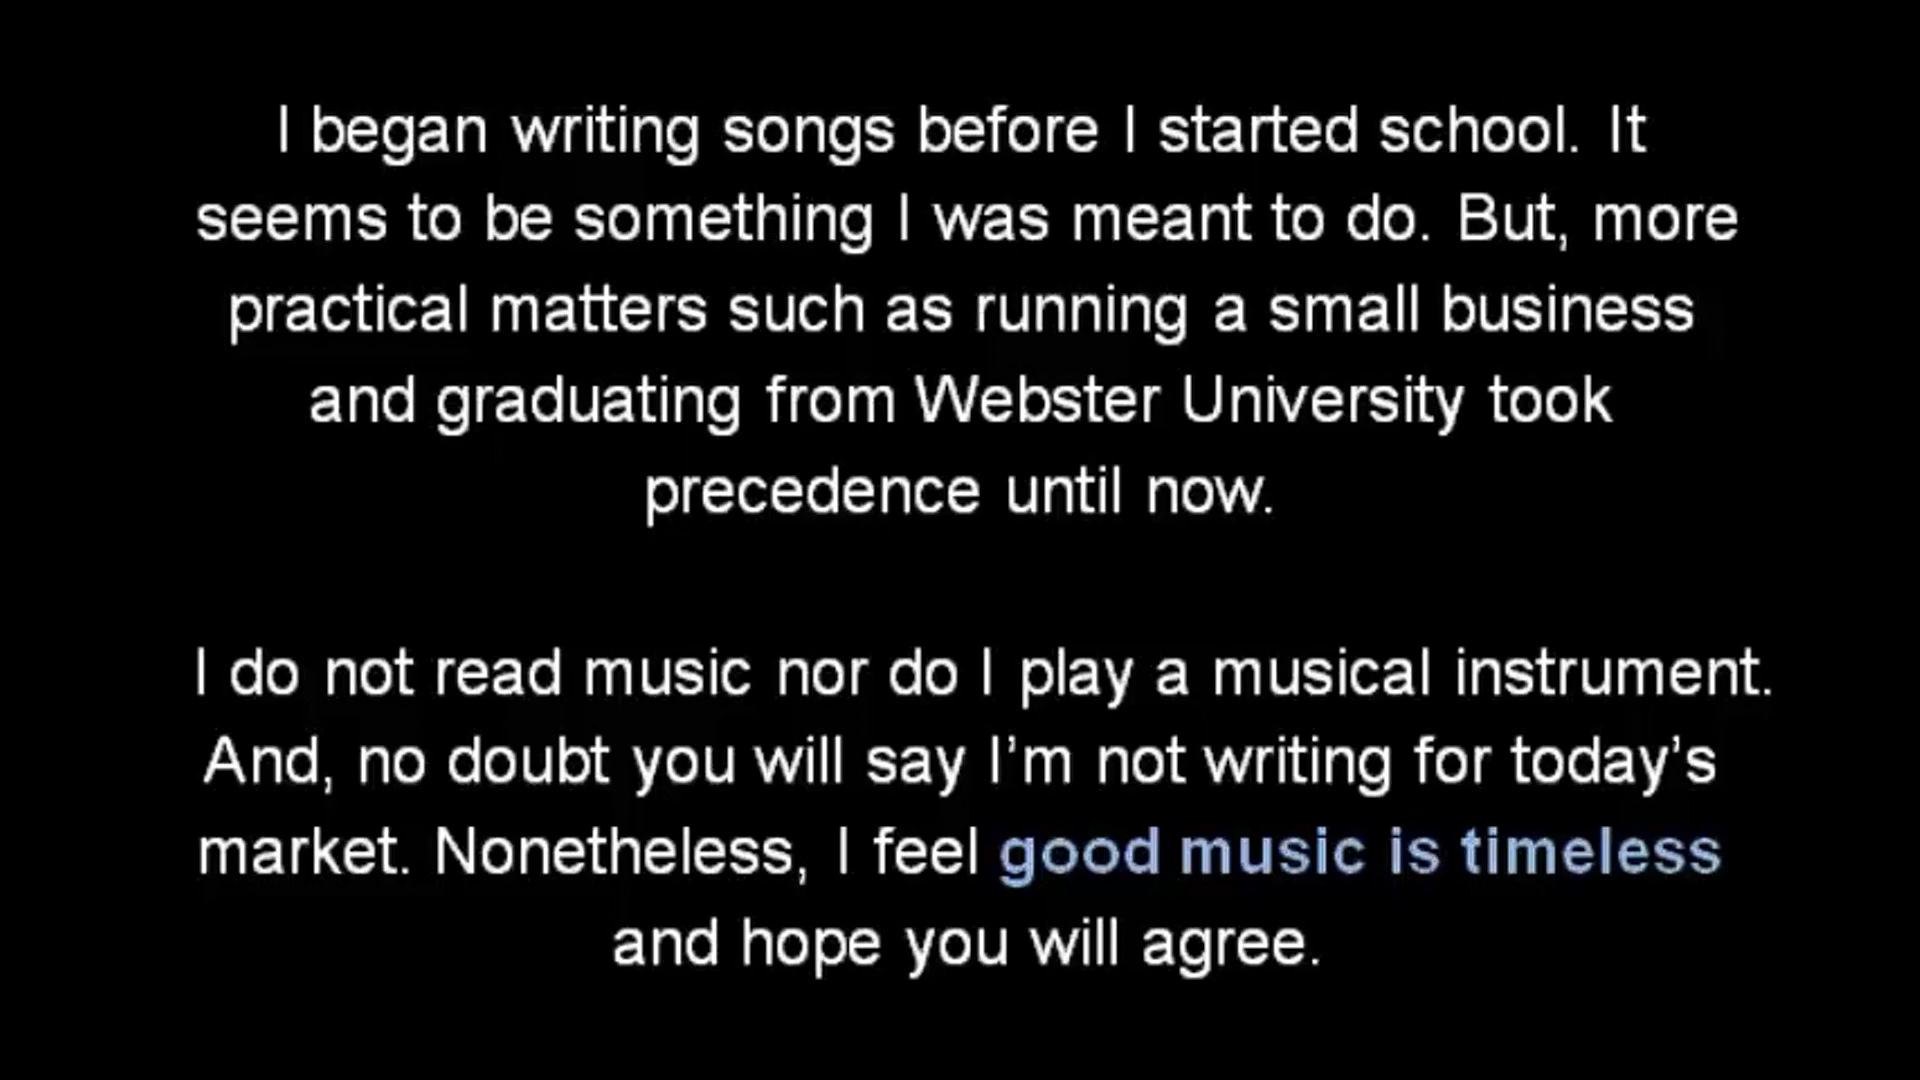 I began writing songs before I started school. It
seems to be something I was meant to do. But, more
practical matters such as running a small business
and graduating from Webster University took
precedence until now.
I do not read music nor do I play a musical instrument.
And, no doubt you will say I’m not writing for today’s
market. Nonetheless, I feel good music is timeless
and hope you will agree.